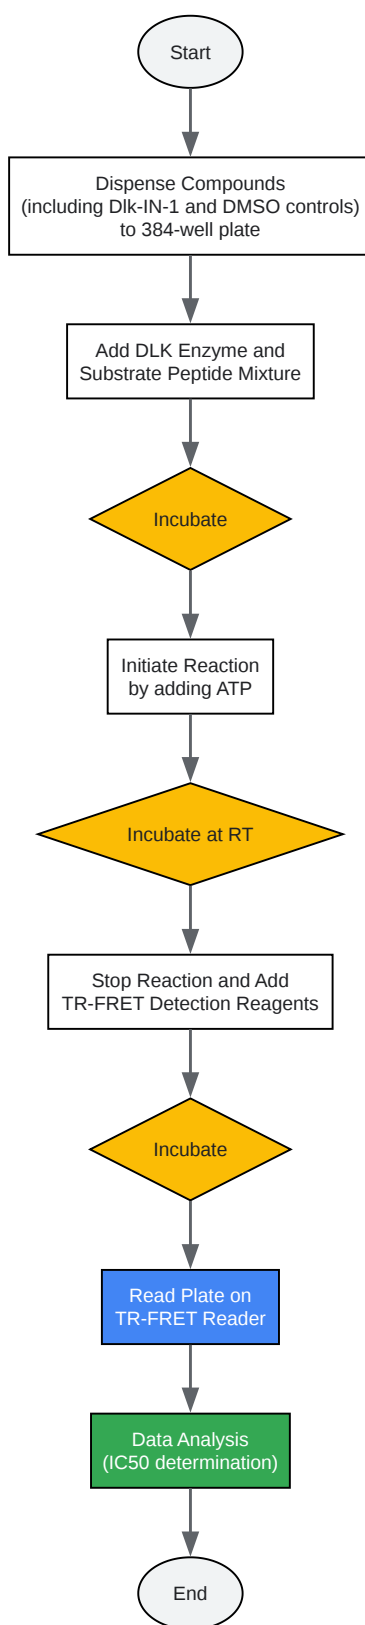 Start
Dispense Compounds
(including Dlk-IN-1 and DMSO controls)
to 384-well plate
Add DLK Enzyme and
Substrate Peptide Mixture
Incubate
Initiate Reaction
by adding ATP
Incubate at RT
Stop Reaction and Add
TR-FRET Detection Reagents
Incubate
Read Plate on
TR-FRET Reader
Data Analysis
(IC50 determination)
End